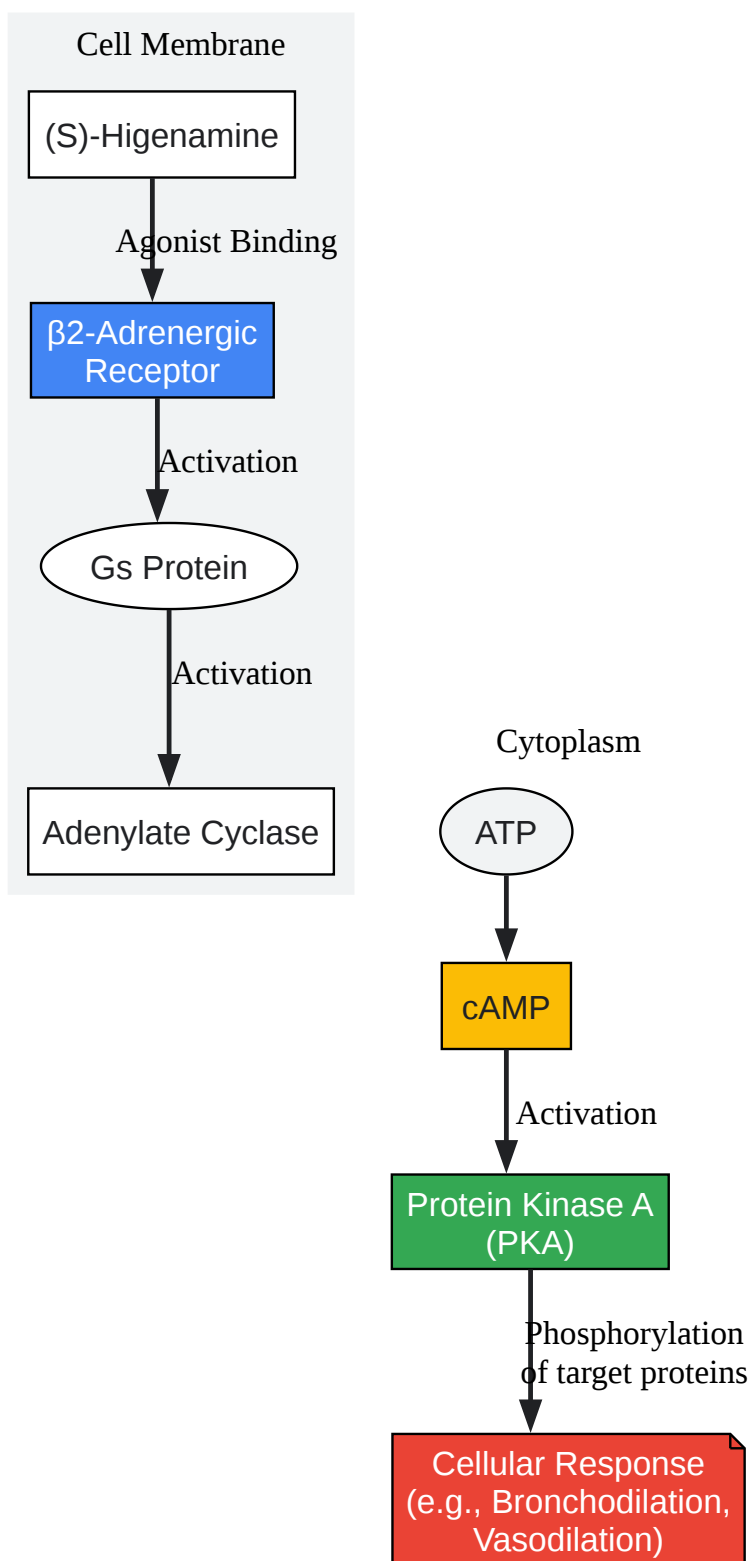 Cell Membrane
(S)-Higenamine
Agonist Binding
β2-Adrenergic
Receptor
Activation
Gs Protein
Activation
Adenylate Cyclase
Cytoplasm
ATP
cAMP
Activation
Protein Kinase A
(PKA)
Phosphorylation
of target proteins
Cellular Response
(e.g., Bronchodilation,
Vasodilation)